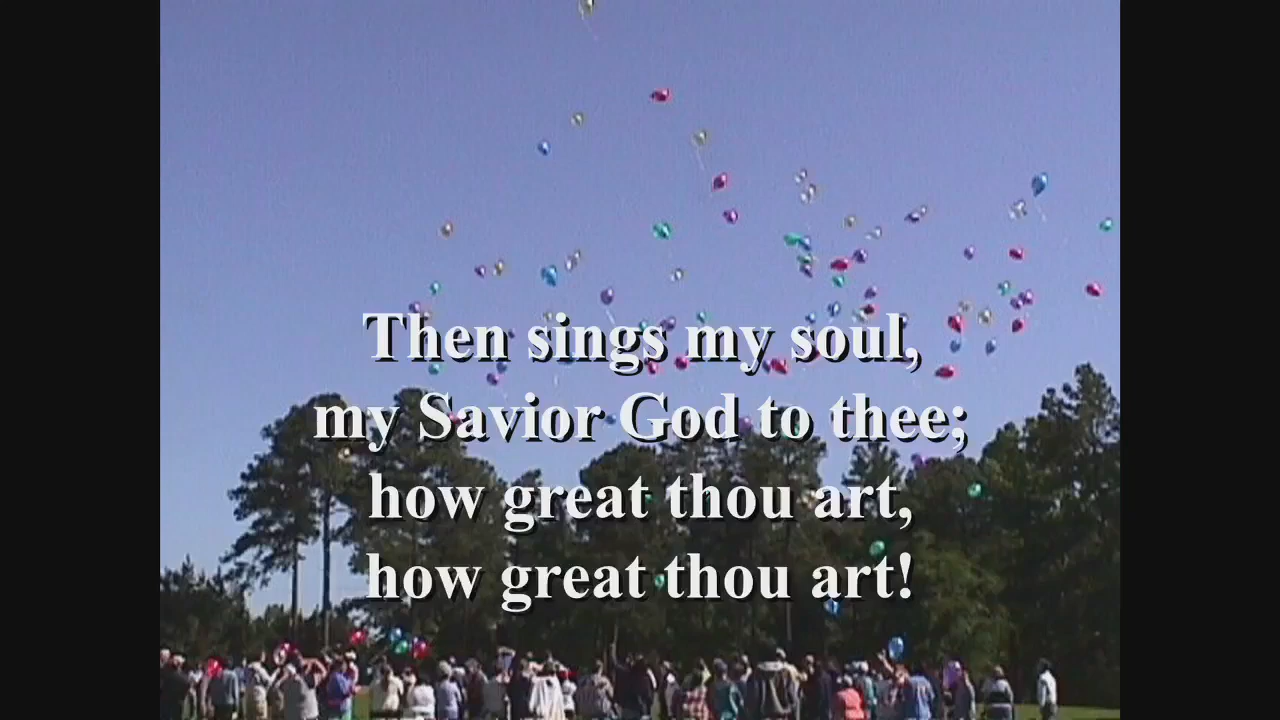 Then sings my soul,
my Savior God to thee;
how great thou art,
how great thou art!